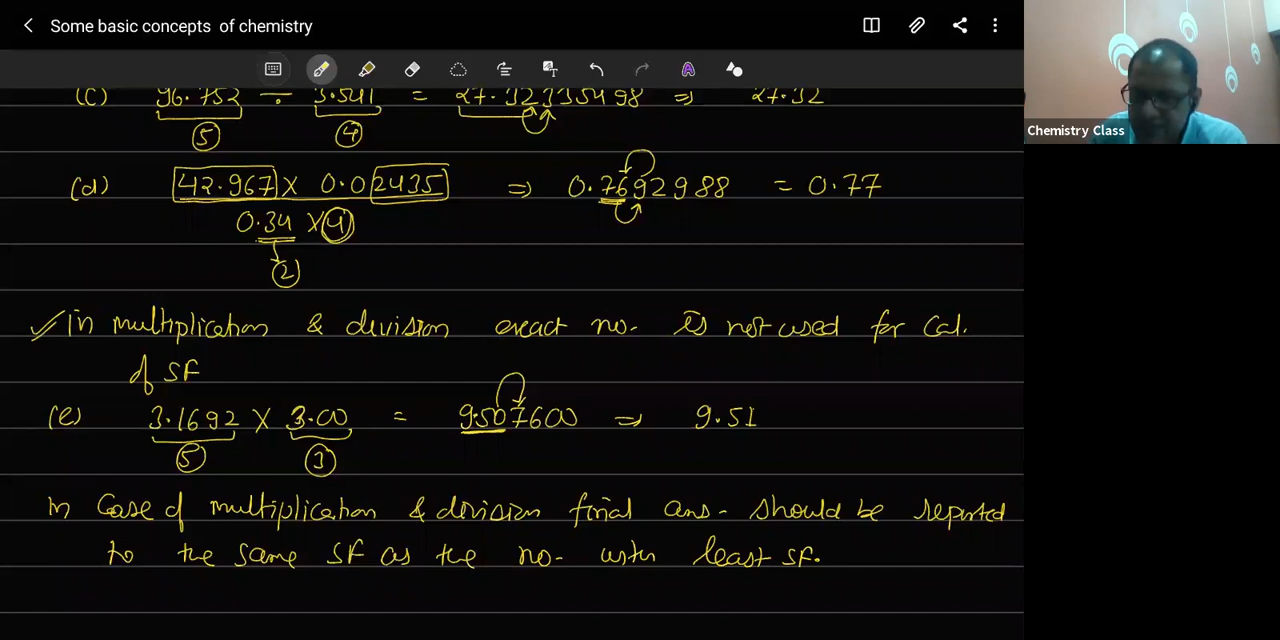 Some basic concepts of chemistry
Chemistry Class
(c) 96.752 ÷ 3.541 = 27.32335498 ⇒ 27.32
(5) (4)
(d) 42.967 × 0.02435 ⇒ 0.7692988 = 0.77
0.34 × 4
(2)
✓ In multiplication & division exact no. is not used for Cal.
of SF
(e) 3.1692 × 3.00 = 9.507600 ⇒ 9.51
(5) (3)
In Case of multiplication & division final ans- should be reported
to the same SF as the no- with least SF.